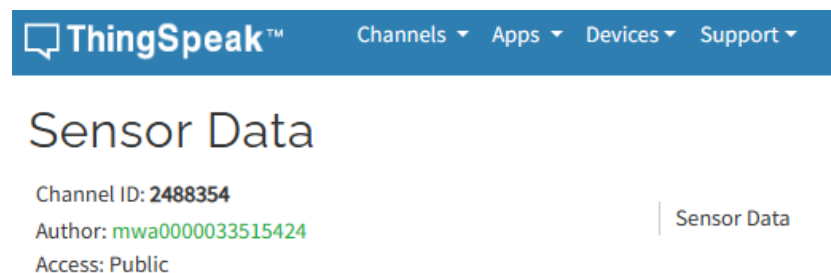 ThingSpeak™ Channels Apps Devices Support
Sensor Data
Channel ID: 2488354
Author: mwa0000033515424
Sensor Data
Access: Public